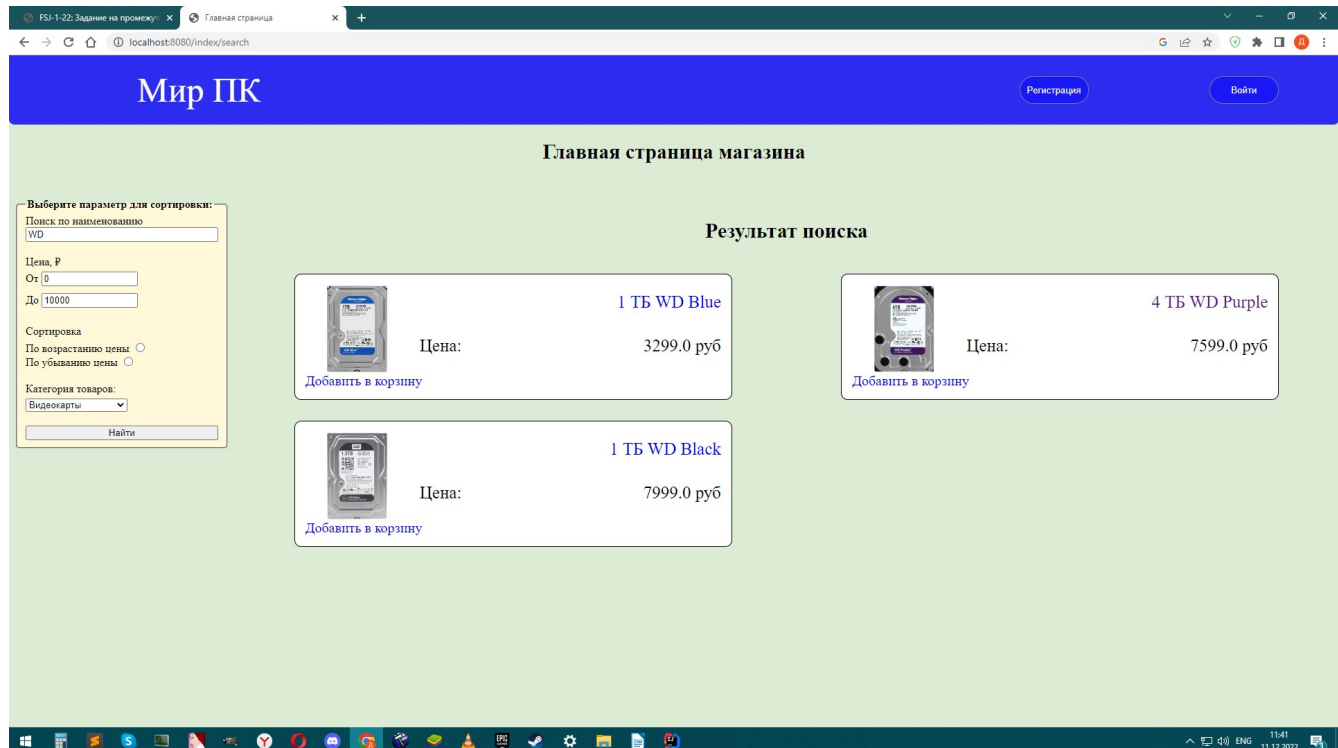 FSJ-1-22: Задание на промежут
Главная страница
localhost:8080/index/search
Мир ПК
Регистрация
Войти
Главная страница магазина
Выберите параметр для сортировки:
Поиск по наименованию
WD
Цена, ₽
От 0
До 10000
Сортировка
По возрастанию цены
По убыванию цены
Категория товаров:
Видеокарты
Найти
Результат поиска
1 ТБ WD Blue
Цена: 3299.0 руб
Добавить в корзину
4 ТБ WD Purple
Цена: 7599.0 руб
Добавить в корзину
1 ТБ WD Black
Цена: 7999.0 руб
Добавить в корзину
ENG
11:41
11.12.2022